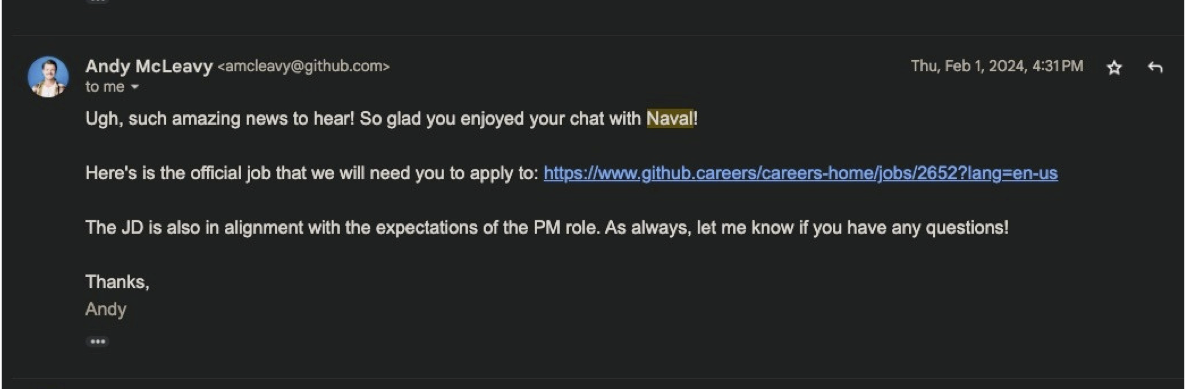 Andy McLeavy <amcleavy@github.com>
Thu, Feb 1, 2024, 4:31 PM
to me
Ugh, such amazing news to hear! So glad you enjoyed your chat with Naval!
Here's is the official job that we will need you to apply to: https://www.github.careers/careers-home/jobs/2652?lang=en-us
The JD is also in alignment with the expectations of the PM role. As always, let me know if you have any questions!
Thanks,
Andy